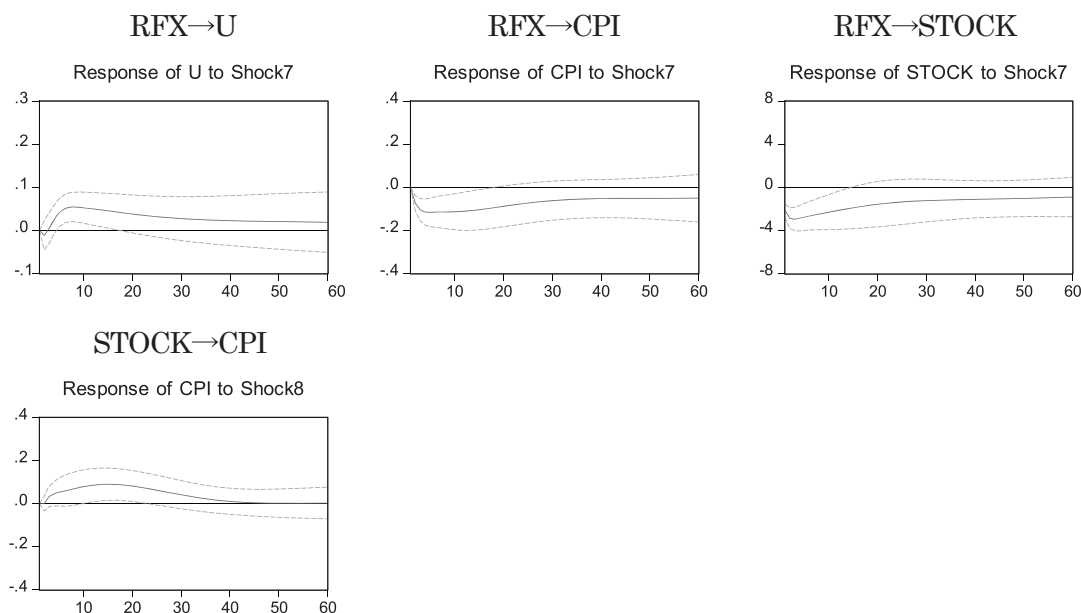 RFX→U
RFX→CPI
RFX→STOCK
Response of U to Shock7
Response of CPI to Shock7
Response of STOCK to Shock7
.3
.2
.1
.0
-.1
10 20 30 40 50 60
.4
.2
.0
-.2
-.4
10 20 30 40 50 60
8
4
0
-4
-8
10 20 30 40 50 60
STOCK→CPI
Response of CPI to Shock8
.4
.2
.0
-.2
-.4
10 20 30 40 50 60